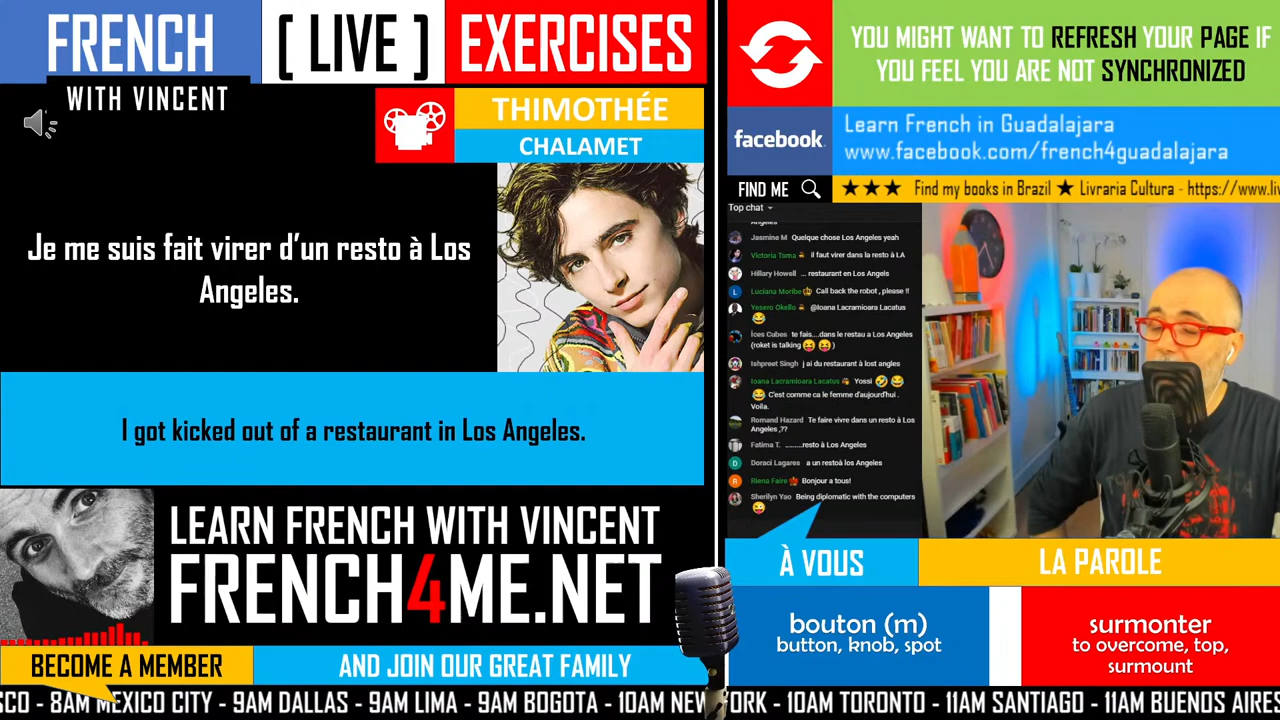 FRENCH
[ LIVE ]
EXERCISES
WITH VINCENT
THIMOTHÉE
CHALAMET
Je me suis fait virer d’un resto à Los
Angeles.
I got kicked out of a restaurant in Los Angeles.
LEARN FRENCH WITH VINCENT
FRENCH4ME.NET
BECOME A MEMBER
AND JOIN OUR GREAT FAMILY
YOU MIGHT WANT TO REFRESH YOUR PAGE IF
YOU FEEL YOU ARE NOT SYNCHRONIZED
facebook
Learn French in Guadalajara
www.facebook.com/french4guadalajara
FIND ME
★★★ Find my books in Brazil ★ Livraria Cultura - https://www.li
Top chat
Angeles
Jasmine M Quelque chose Los Angeles yeah
Victoria Toma il faut virer dans la resto à LA
Hillary Howell ... restaurant en Los Angels
L Luciana Moribe Call back the robot , please !!
Yesero Okello @Ioana Lacramioara Lacatus
😂
İces Cubes te fais....dans le restau a Los Angeles
(roket is talking 😝 😝 )
Ishpreet Singh j ai du restaurant à lost angles
Ioana Lacramioara Lacatus Yossi 🤣 😂
😂 C'est comme ca le femme d'aujourd'hui .
Voila.
Romand Hazard Te faire vivre dans un resto à Los
Angeles ,??
Fatima T. .........resto à Los Angeles
D Doraci Lagares a un restoà los Angeles
R Riena Faire Bonjour a tous!
Sherilyn Yao Being diplomatic with the computers
😜
À VOUS
LA PAROLE
bouton (m)
button, knob, spot
surmonter
to overcome, top,
surmount
SCO - 8AM MEXICO CITY - 9AM DALLAS - 9AM LIMA - 9AM BOGOTA - 10AM NEW YORK - 10AM TORONTO - 11AM SANTIAGO - 11AM BUENOS AIRES